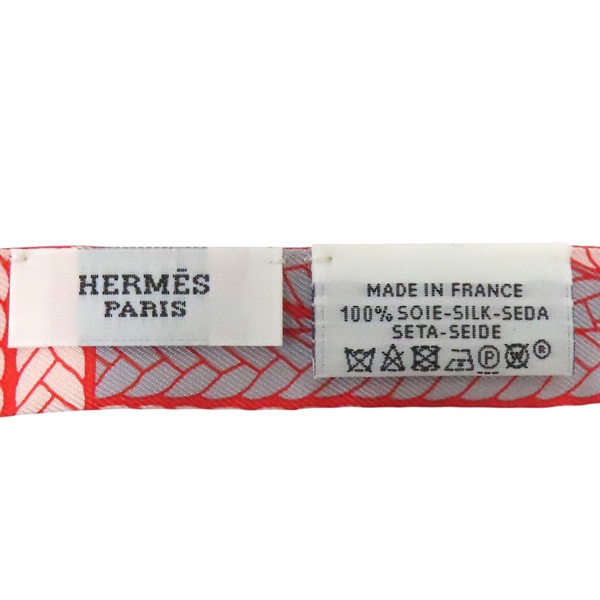 HERMĒS
PARIS
MADE IN FRANCE
100% SOIE-SILK-SEDA
SETA-SEIDE
P W ®